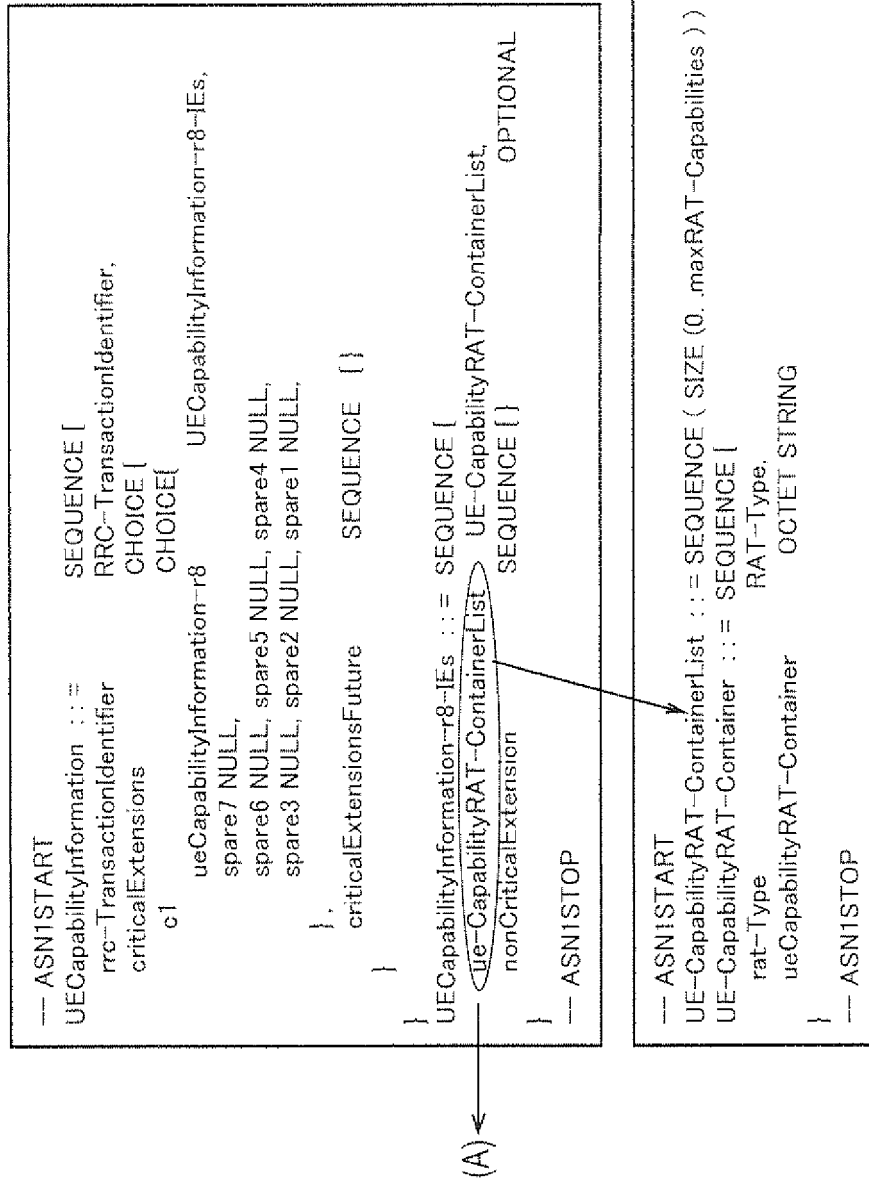 -- ASN1START
UECapabilityInformation ::= SEQUENCE [
rrc-TransactionIdentifier RRC-TransactionIdentifier,
criticalExtensions CHOICE [
c1 CHOICE[
ueCapabilityInformation-r8 UECapabilityInformation-r8-IEs,
spare7 NULL,
spare6 NULL, spare5 NULL, spare4 NULL,
spare3 NULL, spare2 NULL, spare1 NULL,
},
criticalExtensionsFuture SEQUENCE [}
}
}
UECapabilityInformation-r8-IEs ::= SEQUENCE [
ue-CapabilityRAT-ContainerList UE-CapabilityRAT-ContainerList,
nonCriticalExtension SEQUENCE [} OPTIONAL
}
-- ASN1STOP
(A)
-- ASN1START
UE-CapabilityRAT-ContainerList ::= SEQUENCE ( SIZE (0. .maxRAT-Capabilities ) )
UE-CapabilityRAT-Container ::= SEQUENCE [
rat-Type RAT-Type,
ueCapabilityRAT-Container OCTET STRING
}
-- ASN1STOP